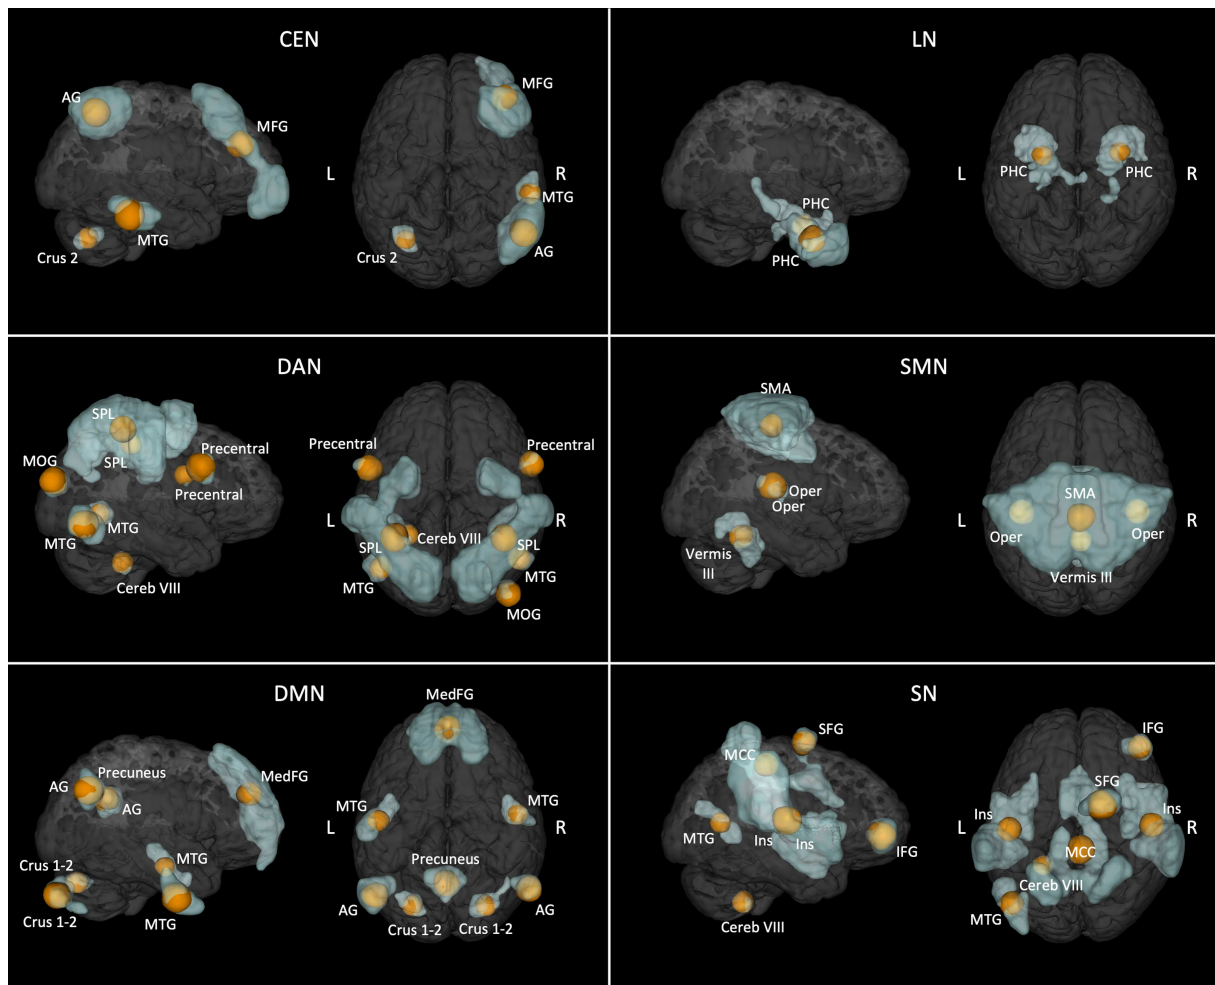 CEN
AG
MFG
MTG
Crus 2
L
R
MFG
MTG
AG
Crus 2
LN
PHC
PHC
L
R
PHC
PHC
DAN
SPL
SPL
MOG
Precentral
Precentral
MTG
MTG
Cereb VIII
Precentral
Precentral
L
R
Cereb VIII
SPL
SPL
MTG
MTG
MOG
SMN
SMA
Oper
Oper
Vermis
III
L
R
SMA
Oper
Oper
Vermis III
DMN
Precuneus
AG
AG
MedFG
Crus 1-2
MTG
Crus 1-2
MTG
MedFG
MTG
MTG
L
R
Precuneus
AG
AG
Crus 1-2
Crus 1-2
SN
SFG
MCC
MTG
Ins
Ins
IFG
Cereb VIII
IFG
SFG
Ins
Ins
L
R
MCC
Cereb VIII
MTG